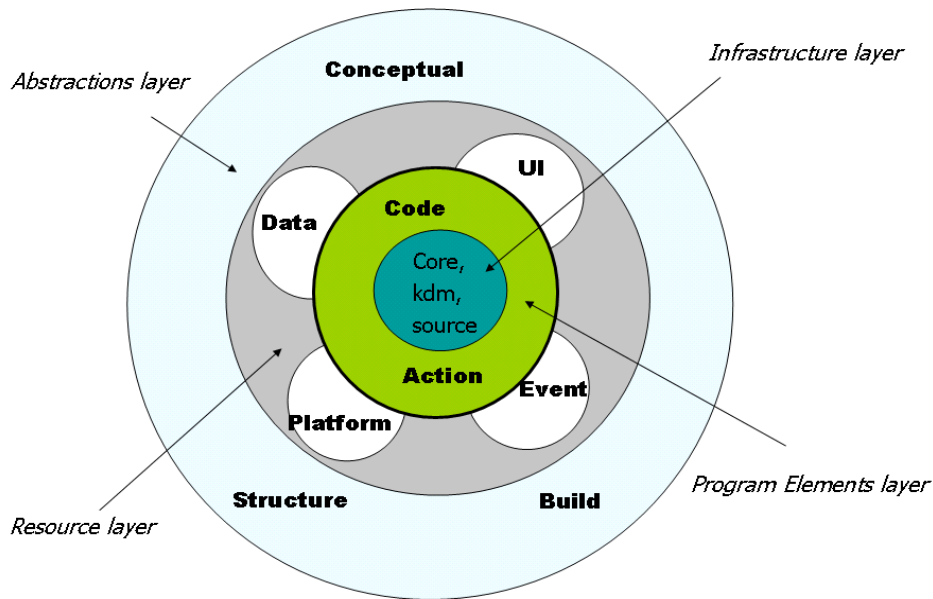 Infrastructure layer
Conceptual
Abstractions layer
UI
Code
Data
Core,
kdm,
source
Action
Event
Platform
Program Elements layer
Structure
Build
Resource layer